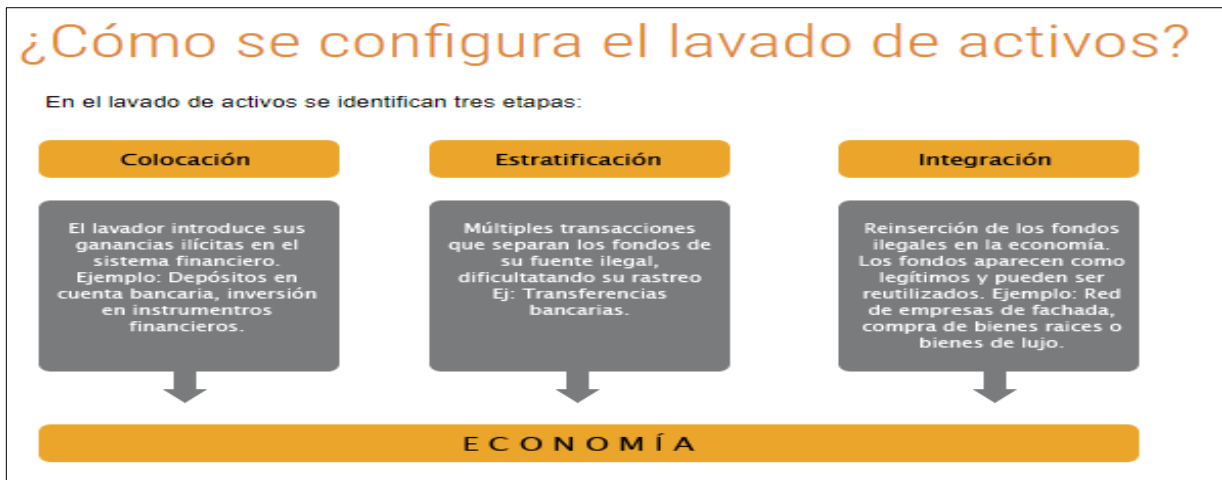 ¿Cómo se configura el lavado de activos?
En el lavado de activos se identifican tres etapas:
Colocación
El lavador introduce sus
ganancias ilícitas en el
sistema financiero.
Ejemplo: Depósitos en
cuenta bancaria, inversión
en instrumentros
financieros.
Estratificación
Múltiples transacciones
que separan los fondos de
su fuente ilegal,
dificultatando su rastreo
Ej: Transferencias
bancarias.
Integración
Reinserción de los fondos
ilegales en la economía.
Los fondos aparecen como
legítimos y pueden ser
reutilizados. Ejemplo: Red
de empresas de fachada,
compra de bienes raices o
bienes de lujo.
ECONOMÍA